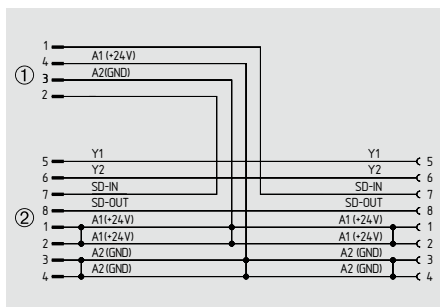 1
4 A1 (+24V)
① 3 A2(GND)
2
5 Y1 Y1 5
6 Y2 Y2 6
7 SD-IN SD-IN 7
8 SD-OUT SD-OUT 8
② 1 A1(+24V) A1 (+24V) 1
2 A1(+24V) A1 (+24V) 2
3 A2 (GND) A2 (GND) 3
4 A2 (GND) A2 (GND) 4